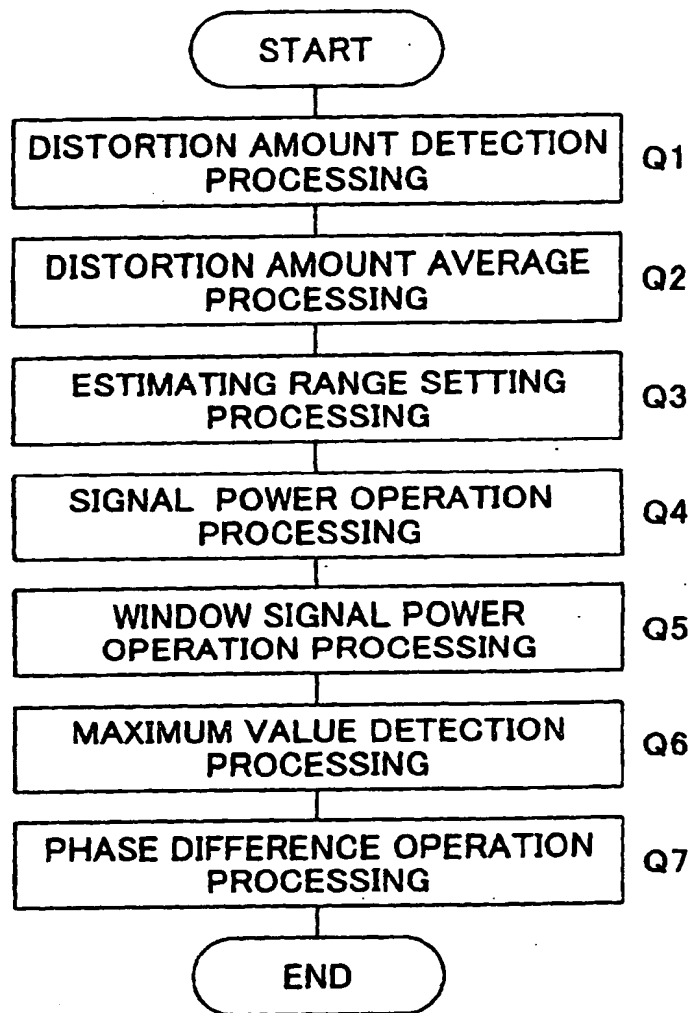 START
DISTORTION AMOUNT DETECTION
PROCESSING
Q1
DISTORTION AMOUNT AVERAGE
PROCESSING
Q2
ESTIMATING RANGE SETTING
PROCESSING
Q3
SIGNAL POWER OPERATION
PROCESSING
Q4
WINDOW SIGNAL POWER
OPERATION PROCESSING
Q5
MAXIMUM VALUE DETECTION
PROCESSING
Q6
PHASE DIFFERENCE OPERATION
PROCESSING
Q7
END